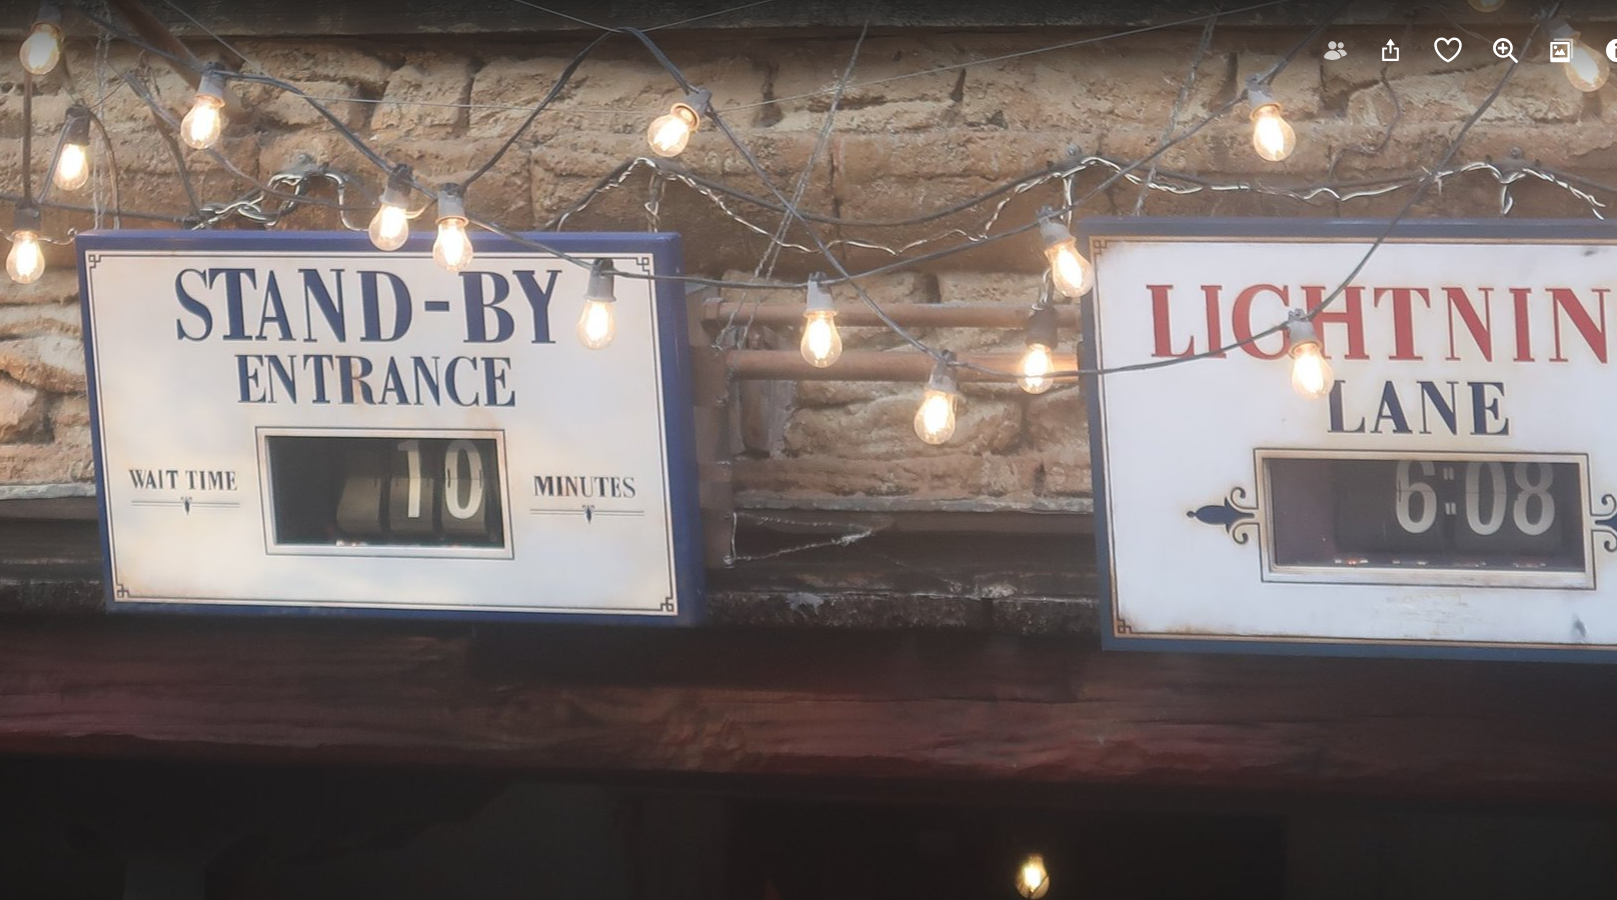 STAND-BY
ENTRANCE
WAIT TIME
10
MINUTES
LIGHTNIN
LANE
6:08